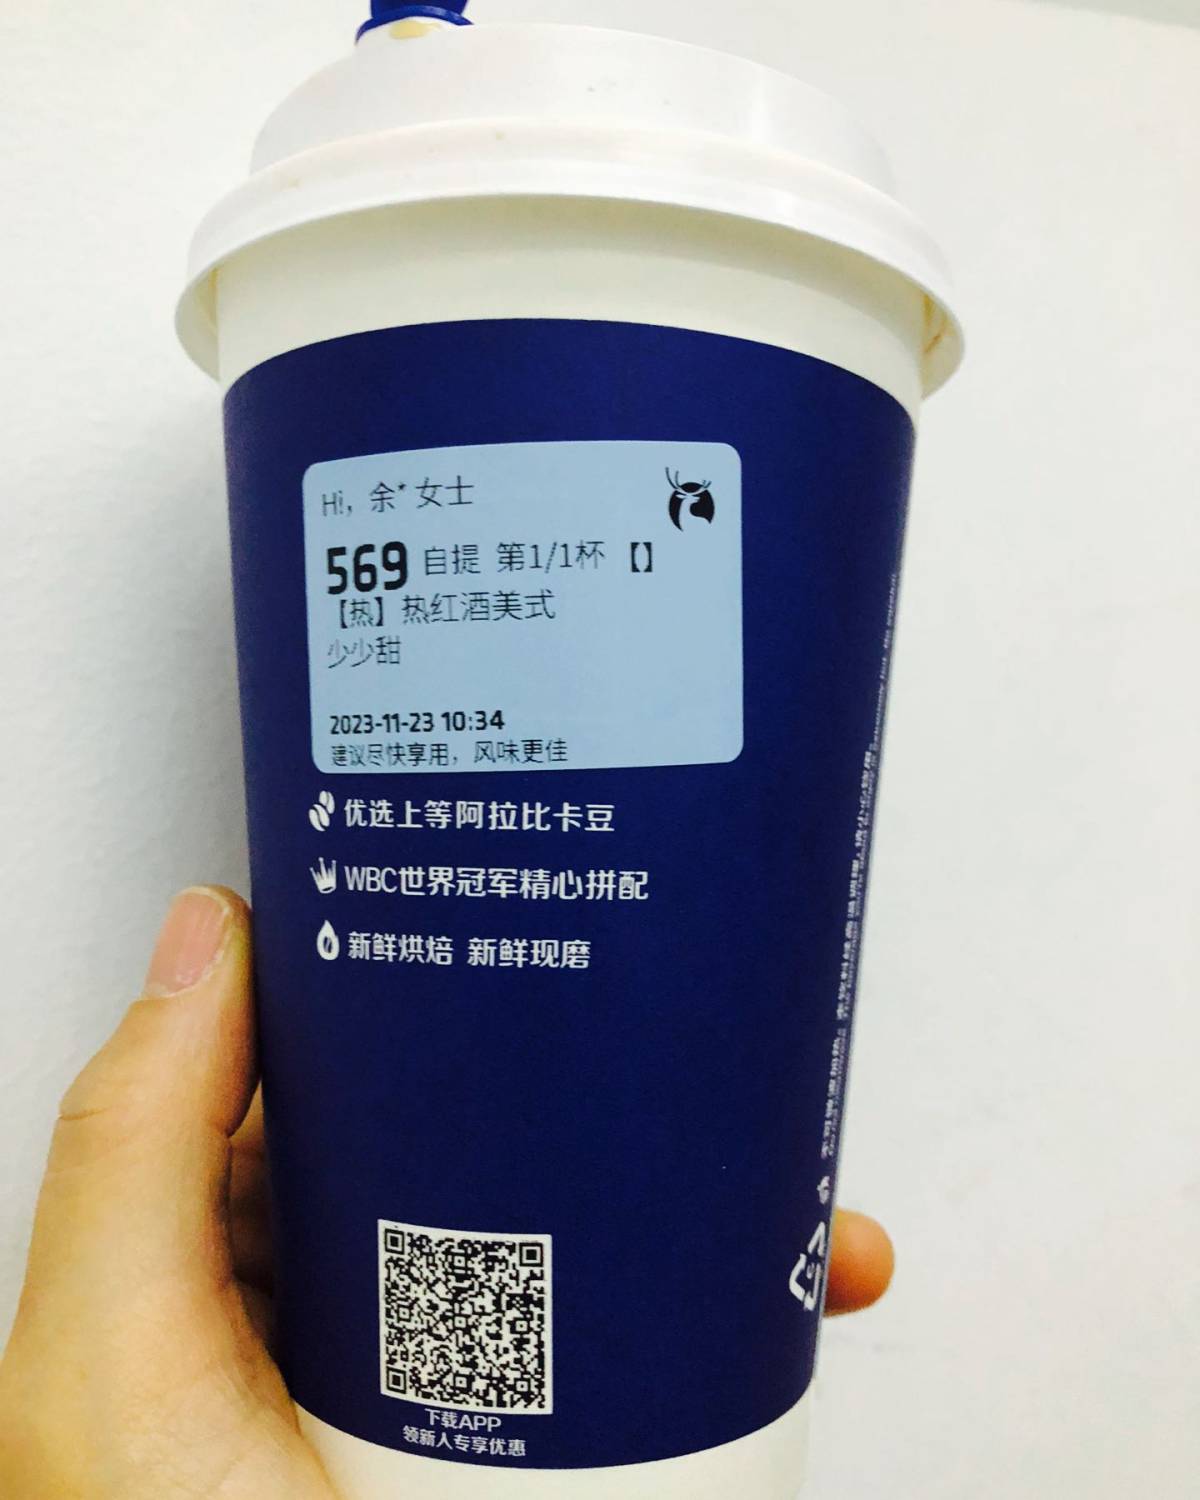 Hi，余*女士
569 自提 第1/1杯 【】
【热】热红酒美式
少少甜
2023-11-23 10:34
建议尽快享用，风味更佳
优选上等阿拉比卡豆
WBC世界冠军精心拼配
新鲜烘焙 新鲜现磨
下载APP
领新人专享优惠